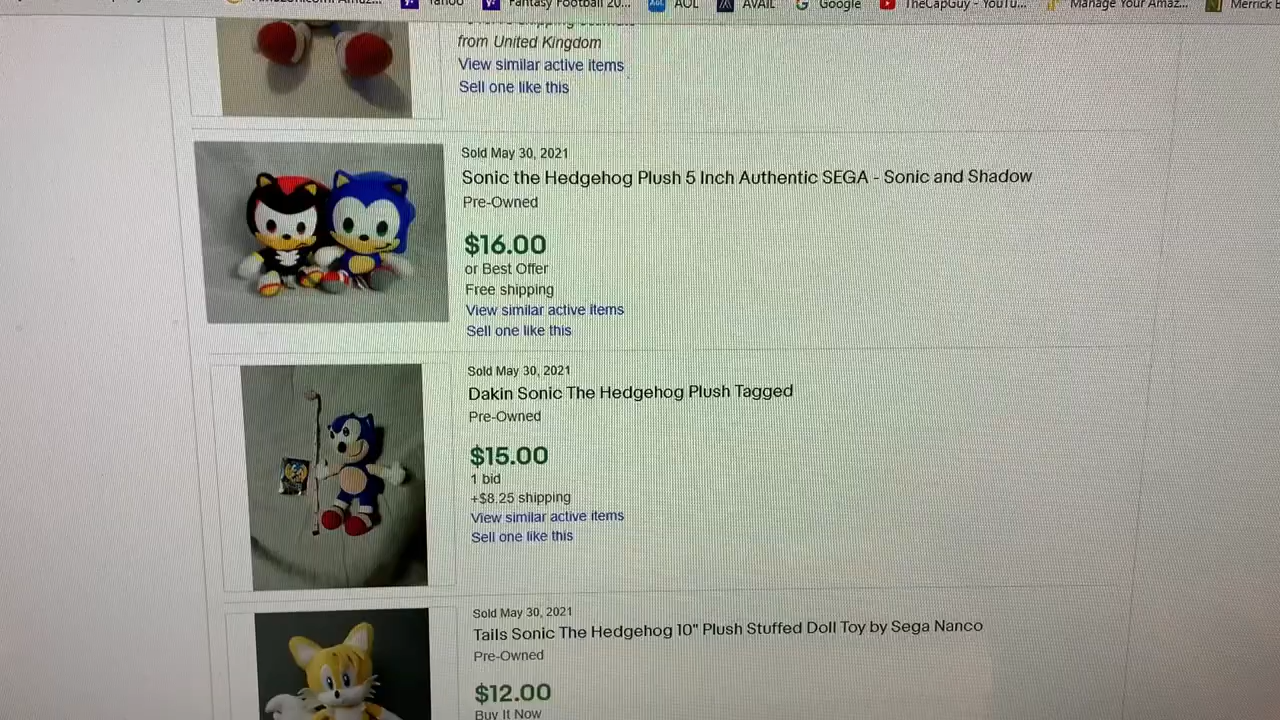 Yahoo
Fantasy Football 20...
AOL
AVAIL
Google
TheCapGuy - YouTu...
Manage Your Amaz...
Merrick
from United Kingdom
View similar active items
Sell one like this
Sold May 30, 2021
Sonic the Hedgehog Plush 5 Inch Authentic SEGA - Sonic and Shadow
Pre-Owned
$16.00
or Best Offer
Free shipping
View similar active items
Sell one like this
Sold May 30, 2021
Dakin Sonic The Hedgehog Plush Tagged
Pre-Owned
$15.00
1 bid
+$8.25 shipping
View similar active items
Sell one like this
Sold May 30, 2021
Tails Sonic The Hedgehog 10" Plush Stuffed Doll Toy by Sega Nanco
Pre-Owned
$12.00
Buy It Now